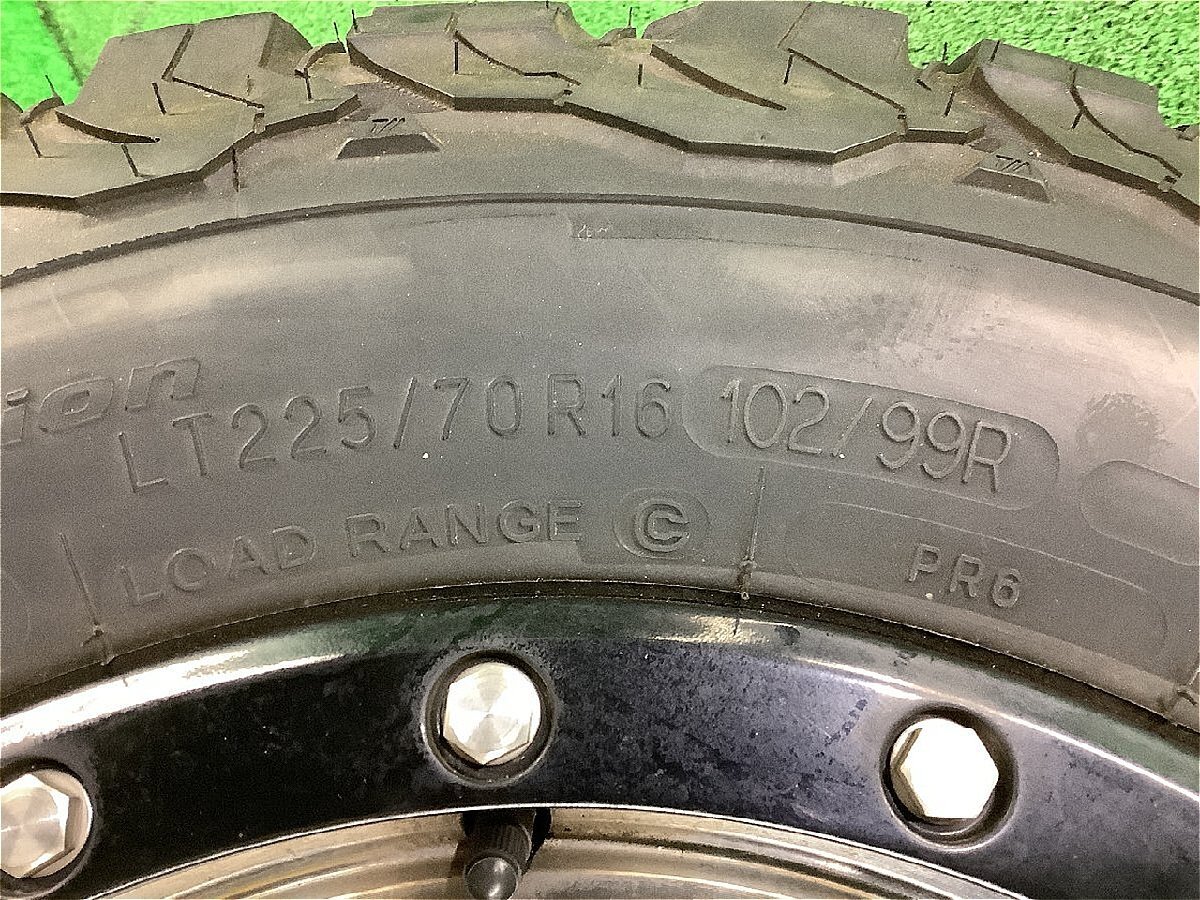 ion
LT225/70R16 102/99R
LOAD RANGE C
PR6